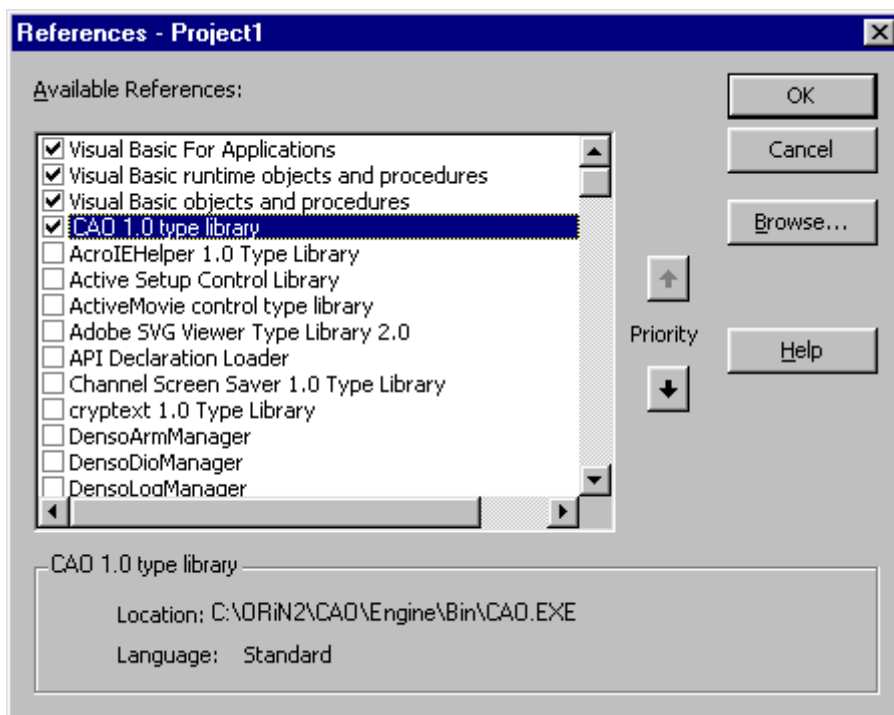 References - Project1
Available References:
OK
Cancel
Browse...
Help
Visual Basic For Applications
Visual Basic runtime objects and procedures
Visual Basic objects and procedures
CAO 1.0 type library
AcroIEHelper 1.0 Type Library
Active Setup Control Library
ActiveMovie control type library
Adobe SVG Viewer Type Library 2.0
API Declaration Loader
Channel Screen Saver 1.0 Type Library
cryptext 1.0 Type Library
DensoArmManager
DensoDioManager
DensoLogManager
Priority
CAO 1.0 type library
Location: C:\ORiN2\CAO\Engine\Bin\CAO.EXE
Language: Standard